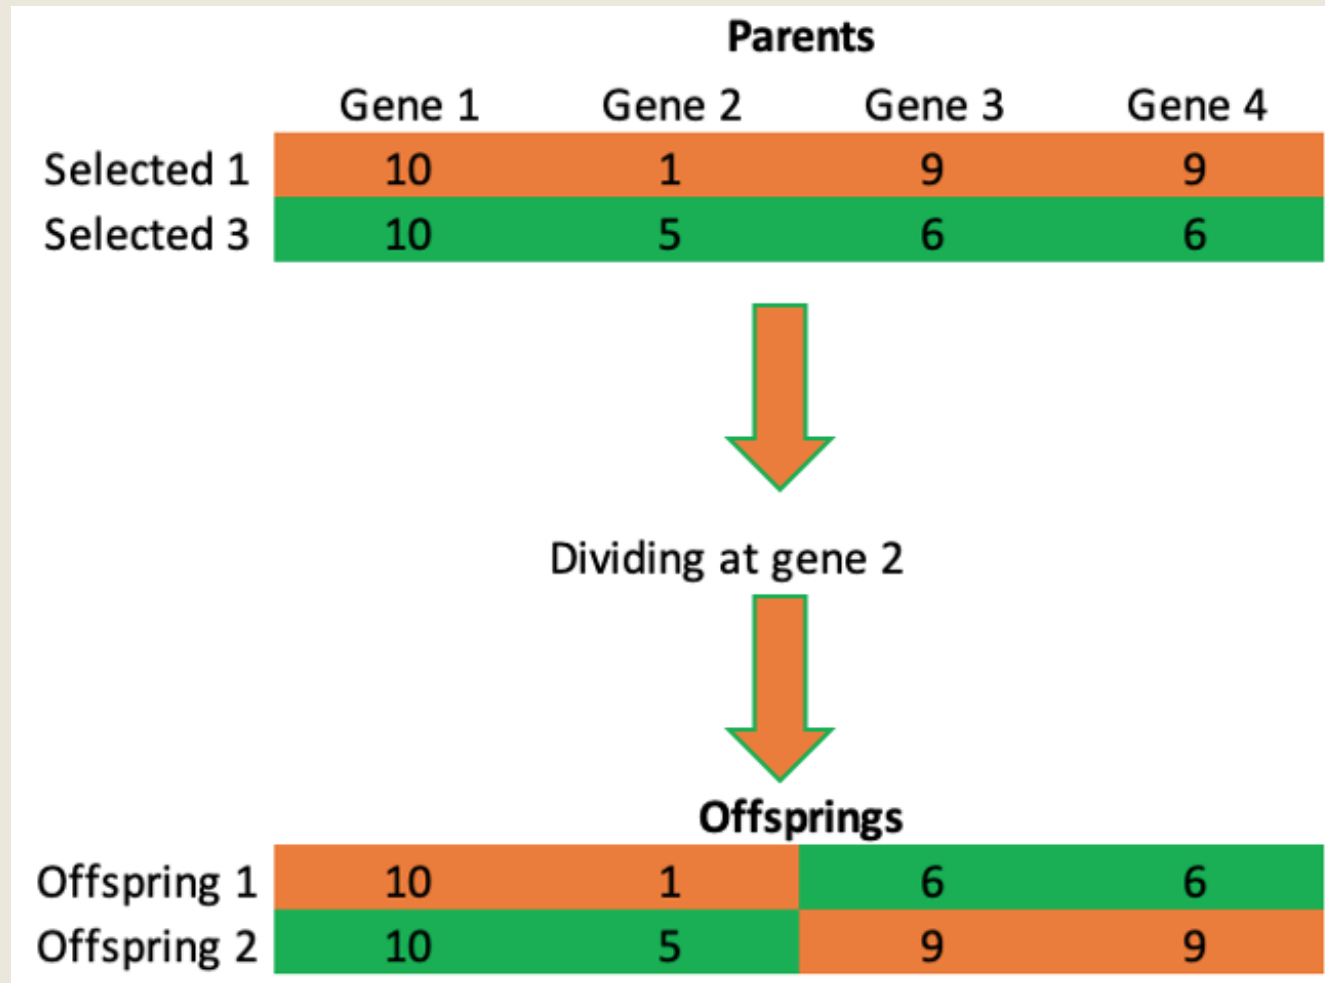 Parents
Gene 1 Gene 2 Gene 3 Gene 4
Selected 1 10 1 9 9
Selected 3 10 5 6 6
Dividing at gene 2
Offsprings
Offspring 1 10 1 6 6
Offspring 2 10 5 9 9